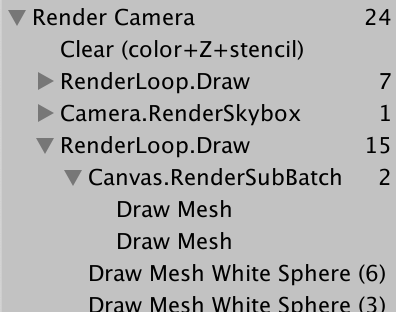 Render Camera 24
Clear (color+Z+stencil)
RenderLoop.Draw 7
Camera.RenderSkybox 1
RenderLoop.Draw 15
Canvas.RenderSubBatch 2
Draw Mesh
Draw Mesh
Draw Mesh White Sphere (6)
Draw Mesh White Sphere (3)